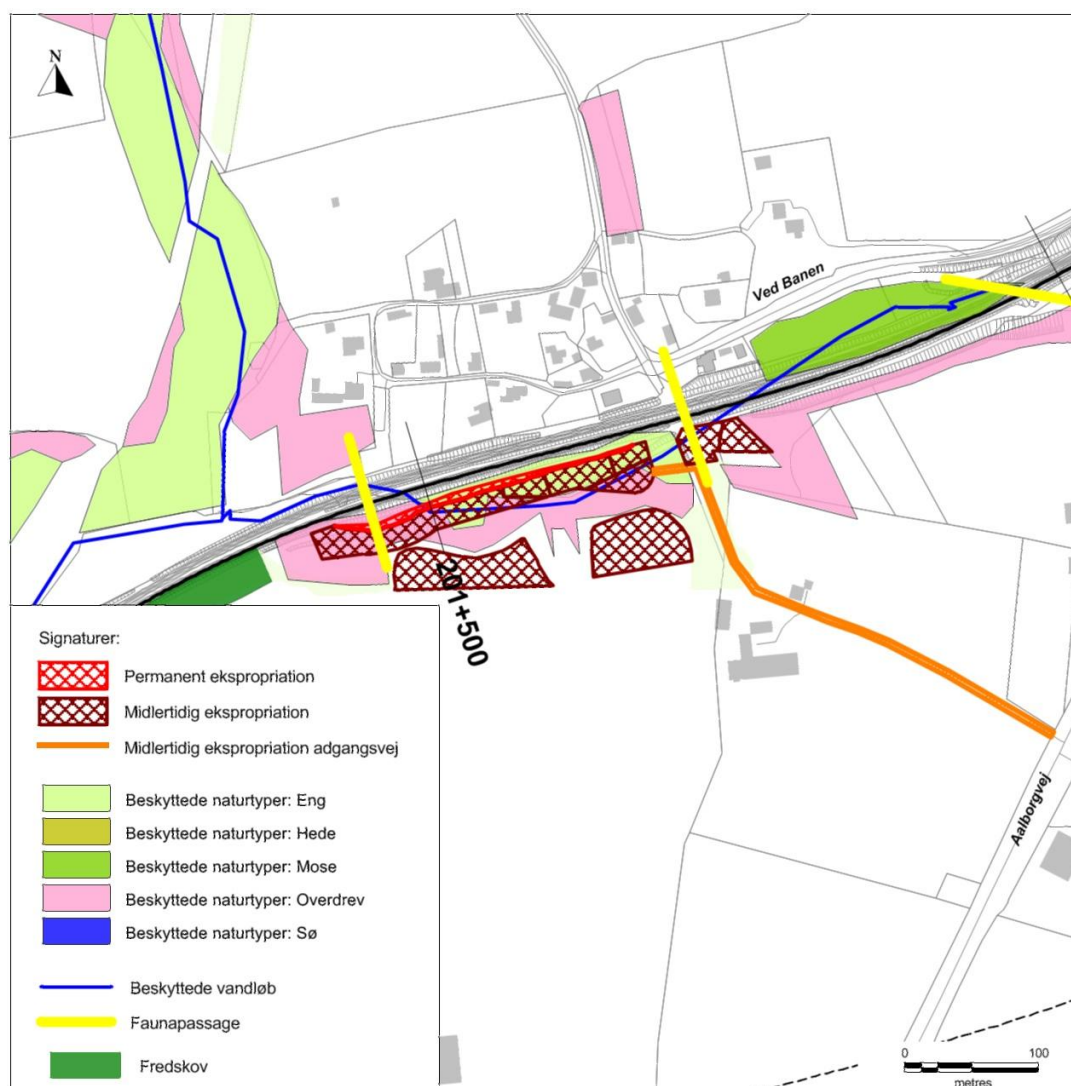 N
Ved Banen
201+500
Aalborgvej
Signaturer:
Permanent ekspropriation
Midlertidig ekspropriation
Midlertidig ekspropriation adgangsvej
Beskyttede naturtyper: Eng
Beskyttede naturtyper: Hede
Beskyttede naturtyper: Mose
Beskyttede naturtyper: Overdrev
Beskyttede naturtyper: Sø
Beskyttede vandløb
Faunapassage
Fredskov
0 100
metres